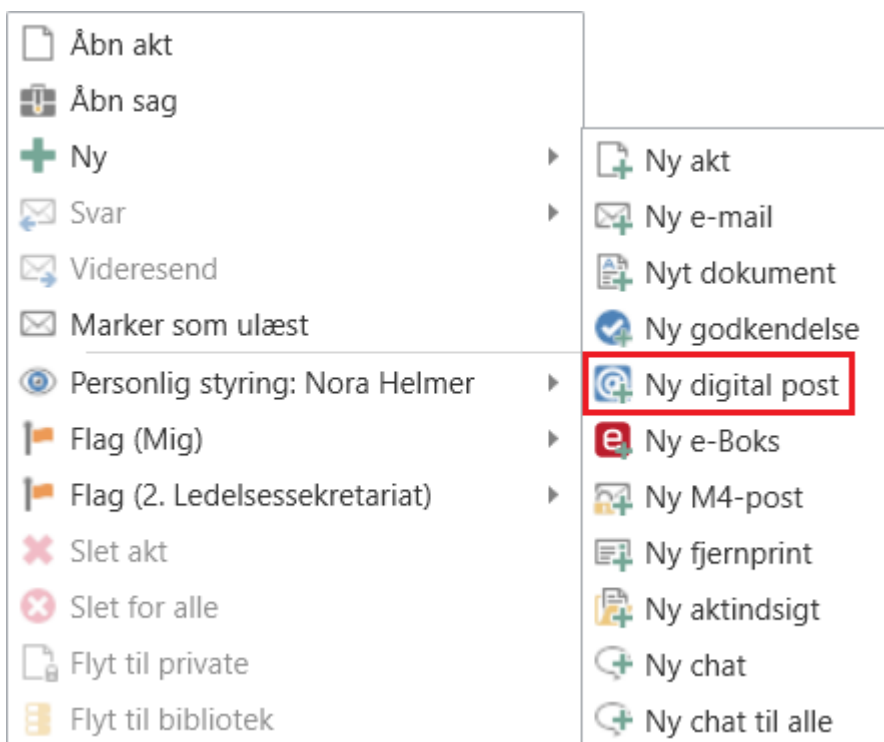 Åbn akt
Åbn sag
Ny
Svar
Videresend
Marker som ulæst
Personlig styring: Nora Helmer
Flag (Mig)
Flag (2. Ledelsessekretariat)
Slet akt
Slet for alle
Flyt til private
Flyt til bibliotek
Ny akt
Ny e-mail
Nyt dokument
Ny godkendelse
Ny digital post
Ny e-Boks
Ny M4-post
Ny fjernprint
Ny aktindsigt
Ny chat
Ny chat til alle